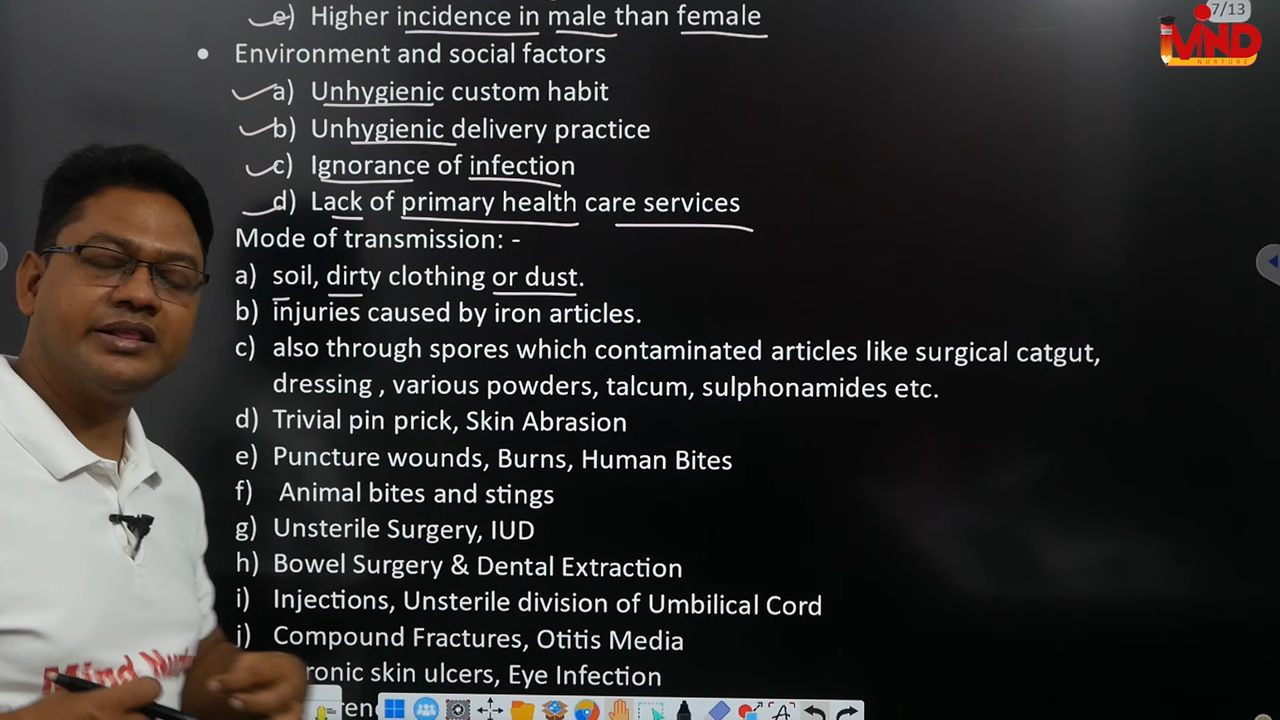 e) Higher incidence in male than female
7/13
MIND
NURTURE
• Environment and social factors
a) Unhygienic custom habit
b) Unhygienic delivery practice
c) Ignorance of infection
d) Lack of primary health care services
Mode of transmission: -
a) soil, dirty clothing or dust.
b) injuries caused by iron articles.
c) also through spores which contaminated articles like surgical catgut,
dressing , various powders, talcum, sulphonamides etc.
d) Trivial pin prick, Skin Abrasion
e) Puncture wounds, Burns, Human Bites
f) Animal bites and stings
g) Unsterile Surgery, IUD
h) Bowel Surgery & Dental Extraction
i) Injections, Unsterile division of Umbilical Cord
j) Compound Fractures, Otitis Media
skin ulcers, Eye Infection
Mind